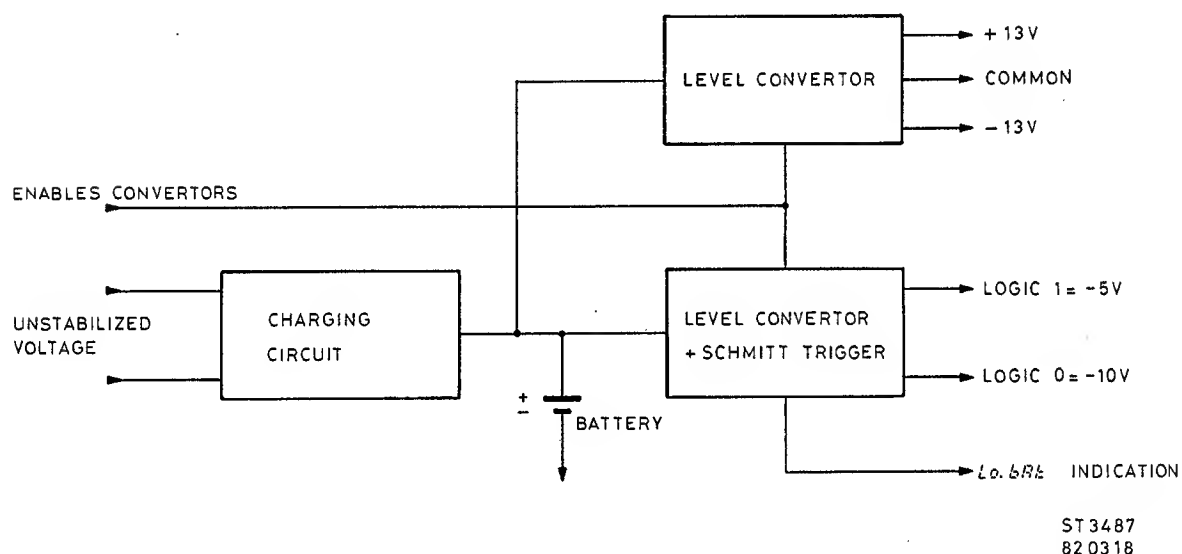 + 13V
LEVEL CONVERTOR
COMMON
- 13V
ENABLES CONVERTORS
UNSTABILIZED
VOLTAGE
CHARGING
CIRCUIT
LEVEL CONVERTOR
+ SCHMITT TRIGGER
LOGIC 1 = -5V
LOGIC 0 = -10V
+
-
BATTERY
Lo.bAt INDICATION
ST3487
820318